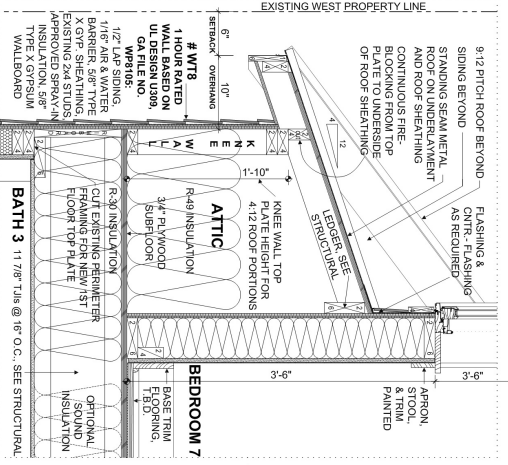 EXISTING WEST PROPERTY LINE
6"
SETBACK
10"
OVERHANG
# WT8
1 HOUR RATED
WALL BASED ON
UL DESIGN U309,
GA FILE NO.
WP8105:
1/2" LAP SIDING,
1/16" AIR & WATER
BARRIER, 5/8" TYPE
X GYP. SHEATHING,
EXISTING 2x4 STUDS,
APPROVED SPRAY-IN
INSULATION, 5/8"
TYPE X GYPSUM
WALLBOARD
9:12 PITCH ROOF BEYOND
SIDING BEYOND
STANDING SEAM METAL
ROOF ON UNDERLAYMENT
AND ROOF SHEATHING
CONTINUOUS FIRE-
BLOCKING FROM TOP
PLATE TO UNDERSIDE
OF ROOF SHEATHING
FLASHING &
CNTR.- FLASHING
AS REQUIRED
4
12
KNEE WALL
1'-10"
KNEE WALL TOP
PLATE HEIGHT FOR
4:12 ROOF PORTIONS
LEDGER, SEE
STRUCTURAL
ATTIC
R-49 INSULATION
3/4" PLYWOOD
SUBFLOOR
R-30 INSULATION
CUT EXISTING PERIMETER
FRAMING FOR NEW 1ST
FLOOR TOP PLATE
BATH 3
11 7/8" TJIs @ 16" O.C., SEE STRUCTURAL
3'-6"
3'-6"
APRON,
STOOL,
& TRIM
PAINTED
BEDROOM 7
BASE TRIM
FLOORING,
T.B.D.
OPTIONAL
SOUND
INSULATION